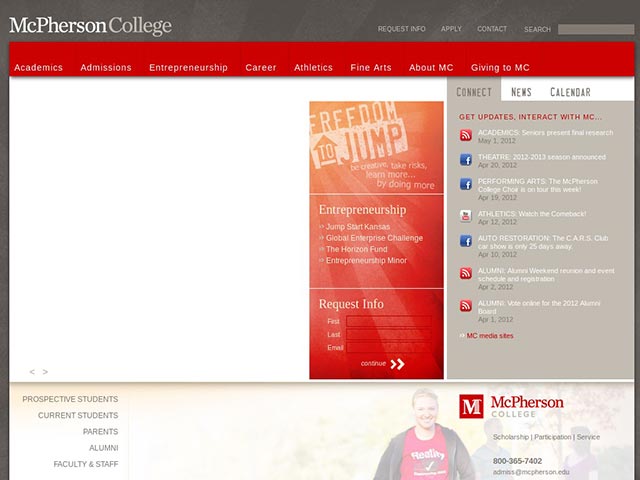 McPherson College
REQUEST INFO APPLY CONTACT SEARCH
Academics Admissions Entrepreneurship Career Athletics Fine Arts About MC Giving to MC
CONNECT NEWS CALENDAR
FREEDOM
TO JUMP
be creative, take risks,
learn more...
by doing more
Entrepreneurship
Jump Start Kansas
Global Enterprise Challenge
The Horizon Fund
Entrepreneurship Minor
Request Info
First
Last
Email
continue
GET UPDATES, INTERACT WITH MC...
ACADEMICS: Seniors present final research
May 1, 2012
THEATRE: 2012-2013 season announced
Apr 20, 2012
PERFORMING ARTS: The McPherson
College Choir is on tour this week!
Apr 19, 2012
ATHLETICS: Watch the Comeback!
Apr 12, 2012
AUTO RESTORATION: The C.A.R.S. Club
car show is only 25 days away.
Apr 10, 2012
ALUMNI: Alumni Weekend reunion and event
schedule and registration
Apr 2, 2012
ALUMNI: Vote online for the 2012 Alumni
Board
Apr 1, 2012
MC media sites
< >
PROSPECTIVE STUDENTS
CURRENT STUDENTS
PARENTS
ALUMNI
FACULTY & STAFF
Reality
M McPherson
COLLEGE
Scholarship | Participation | Service
800-365-7402
admiss@mcpherson.edu